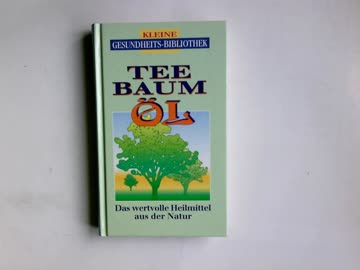 KLEINE
GESUNDHEITS-BIBLIOTHEK
TEE
BAUM
ÖL
Das wertvolle Heilmittel
aus der Natur